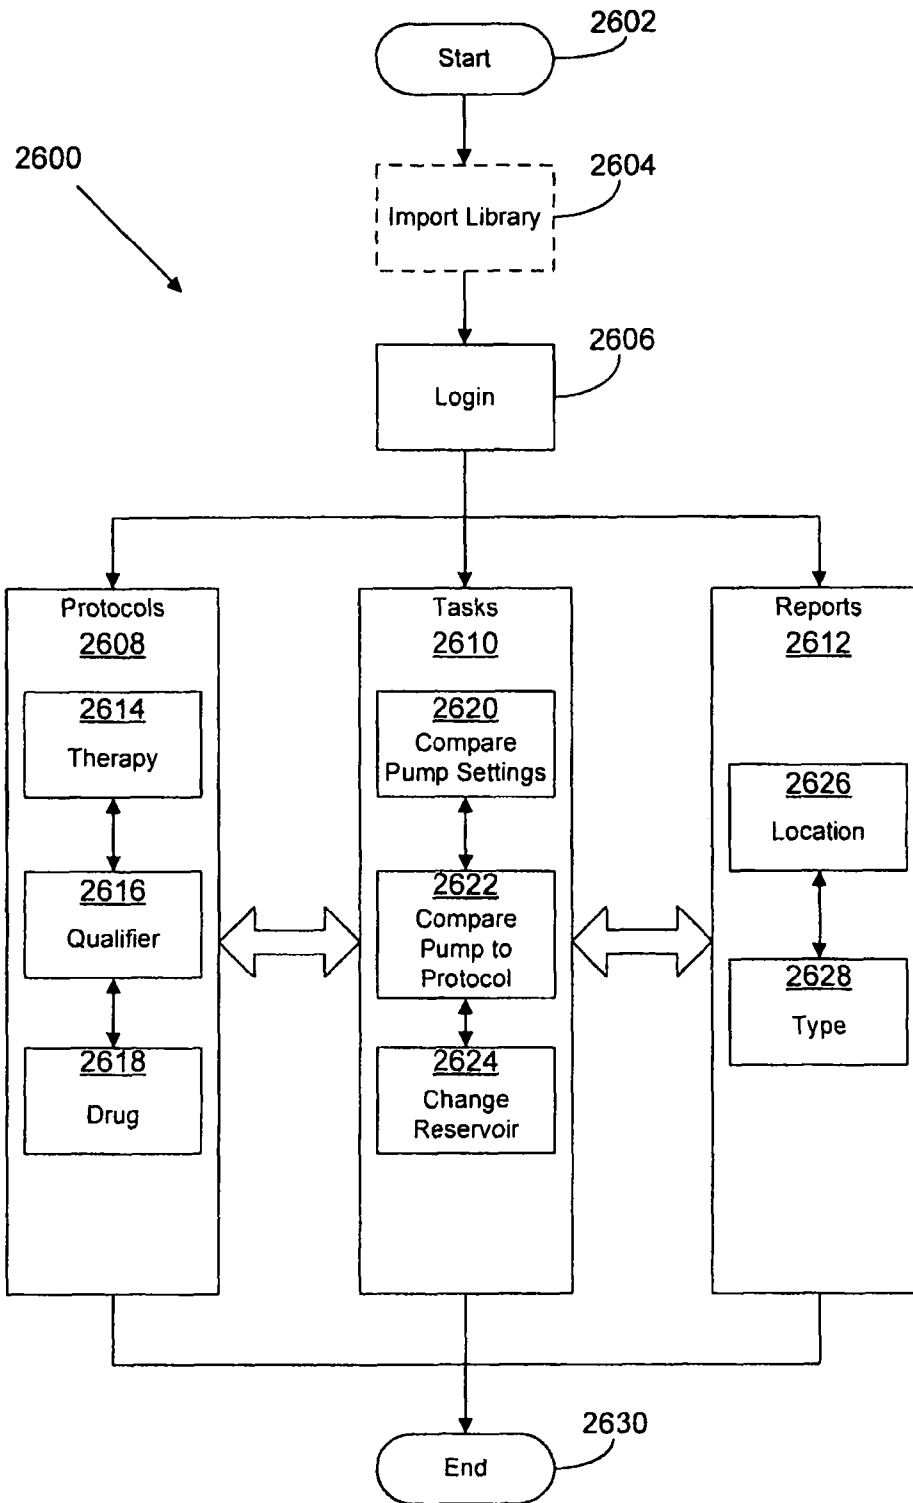 2602
Start
2600
2604
Import Library
2606
Login
Protocols
2608
2614
Therapy
2616
Qualifier
2618
Drug
Tasks
2610
2620
Compare
Pump Settings
2622
Compare
Pump to
Protocol
2624
Change
Reservoir
Reports
2612
2626
Location
2628
Type
2630
End